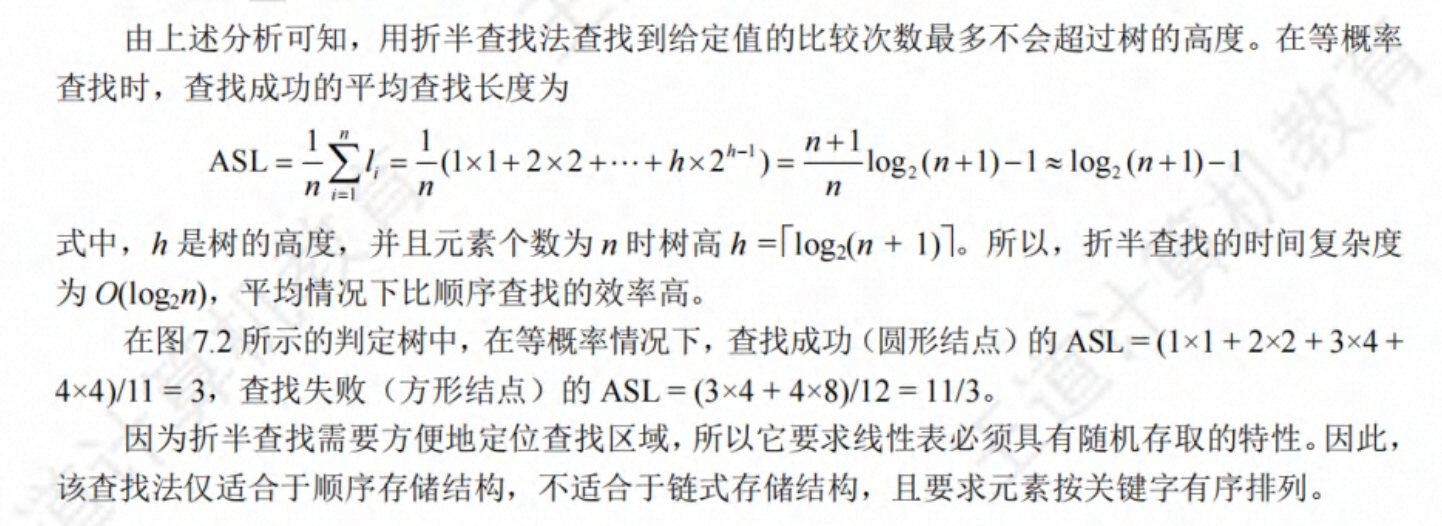 由上述分析可知，用折半查找法查找到给定值的比较次数最多不会超过树的高度。在等概率
查找时，查找成功的平均查找长度为
ASL = \frac{1}{n}\sum_{i=1}^{n} l_i = \frac{1}{n}(1×1+2×2+⋯+h×2^{h−1}) = \frac{n+1}{n}log_2(n+1)−1 ≈ log_2(n+1)−1
式中，h 是树的高度，并且元素个数为 n 时树高 h =⌈log_2(n + 1)⌉。所以，折半查找的时间复杂度
为 O(log_2n)，平均情况下比顺序查找的效率高。
在图 7.2 所示的判定树中，在等概率情况下，查找成功（圆形结点）的 ASL = (1×1 + 2×2 + 3×4 +
4×4)/11 = 3，查找失败（方形结点）的 ASL = (3×4 + 4×8)/12 = 11/3。
因为折半查找需要方便地定位查找区域，所以它要求线性表必须具有随机存取的特性。因此，
该查找法仅适合于顺序存储结构，不适合于链式存储结构，且要求元素按关键字有序排列。